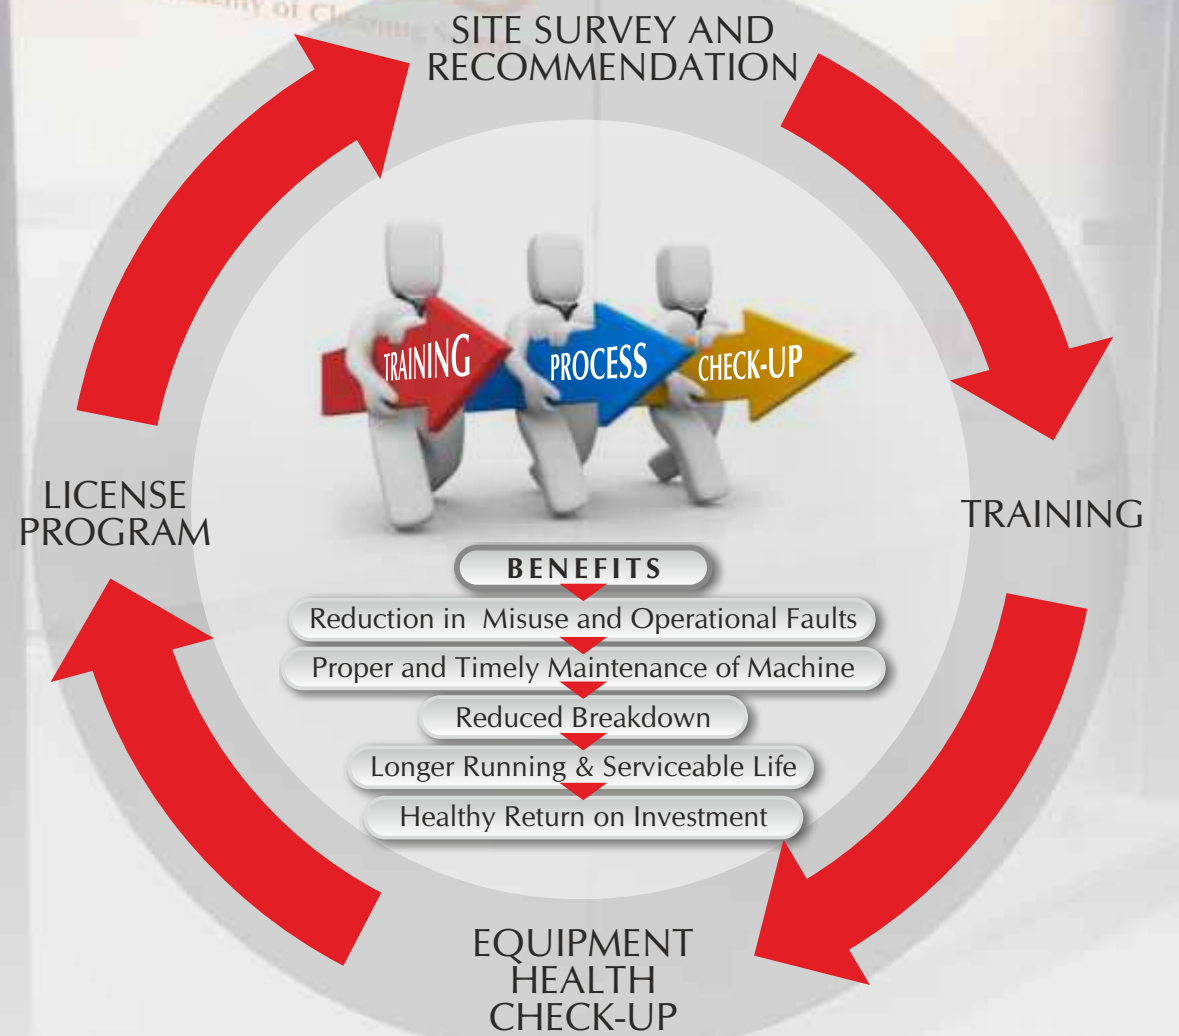 of Cleaning
SITE SURVEY AND
RECOMMENDATION
TRAINING
PROCESS
CHECK-UP
LICENSE
PROGRAM
TRAINING
BENEFITS
Reduction in Misuse and Operational Faults
Proper and Timely Maintenance of Machine
Reduced Breakdown
Longer Running & Serviceable Life
Healthy Return on Investment
EQUIPMENT
HEALTH
CHECK-UP